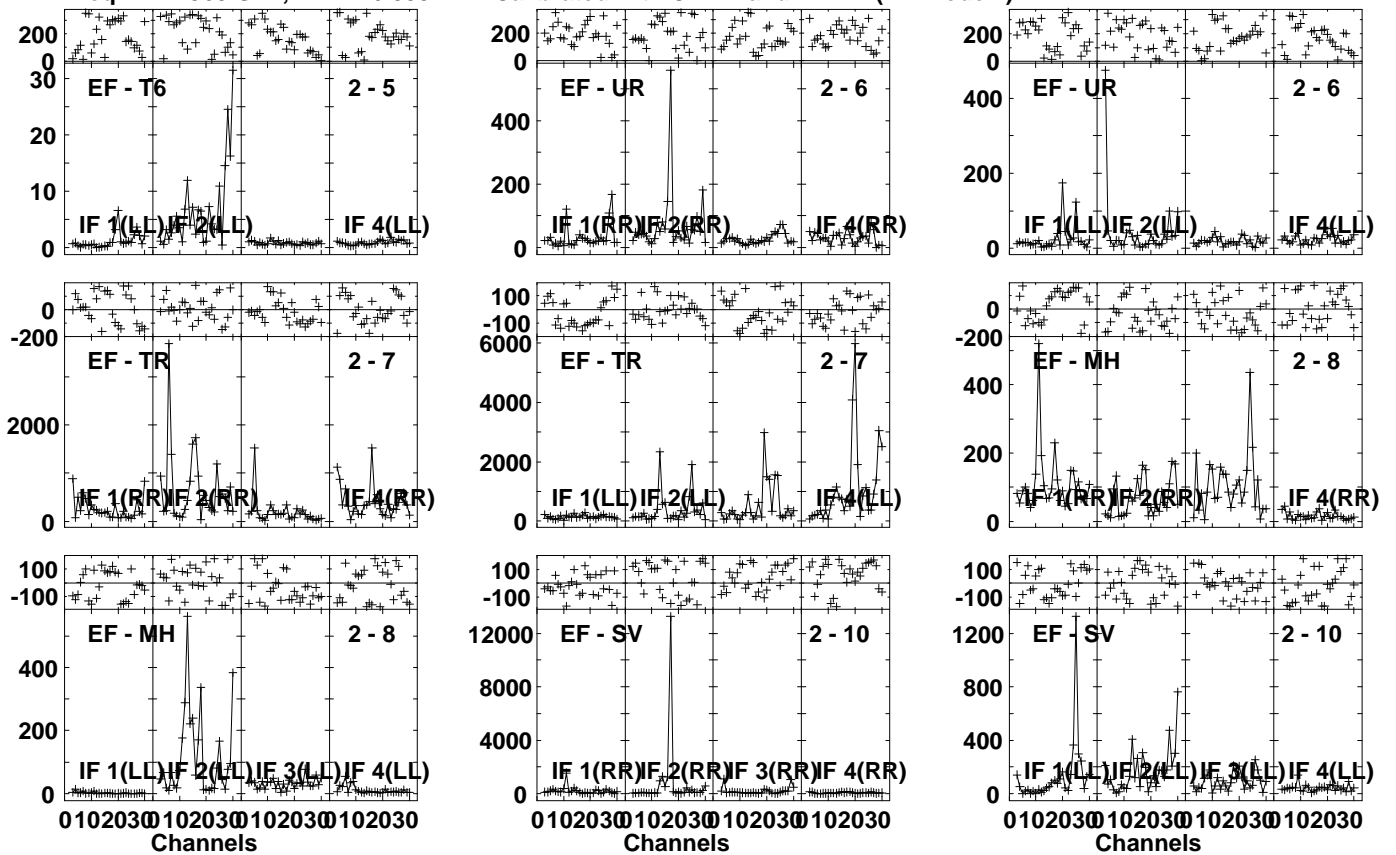 200
0
200
0
200
0
30
20
10
0
EF - T6
2 - 5
IF 1(LL)
IF 2(LL)
IF 4(LL)
400
200
0
EF - UR
2 - 6
IF 1(RR)
IF 2(RR)
IF 4(RR)
400
200
0
EF - UR
2 - 6
IF 1(LL)
IF 2(LL)
IF 4(LL)
0
-200
100
-100
0
-200
2000
0
EF - TR
2 - 7
IF 1(RR)
IF 2(RR)
IF 4(RR)
6000
4000
2000
0
EF - TR
2 - 7
IF 1(LL)
IF 2(LL)
IF 4(LL)
400
200
0
EF - MH
2 - 8
IF 1(RR)
IF 2(RR)
IF 4(RR)
100
-100
100
-100
100
-100
400
200
0
EF - MH
2 - 8
IF 1(LL)
IF 2(LL)
IF 3(LL)
IF 4(LL)
12000
8000
4000
0
EF - SV
2 - 10
IF 1(RR)
IF 2(RR)
IF 3(RR)
IF 4(RR)
1200
800
400
0
EF - SV
2 - 10
IF 1(LL)
IF 2(LL)
IF 3(LL)
IF 4(LL)
Channels
Channels
Channels